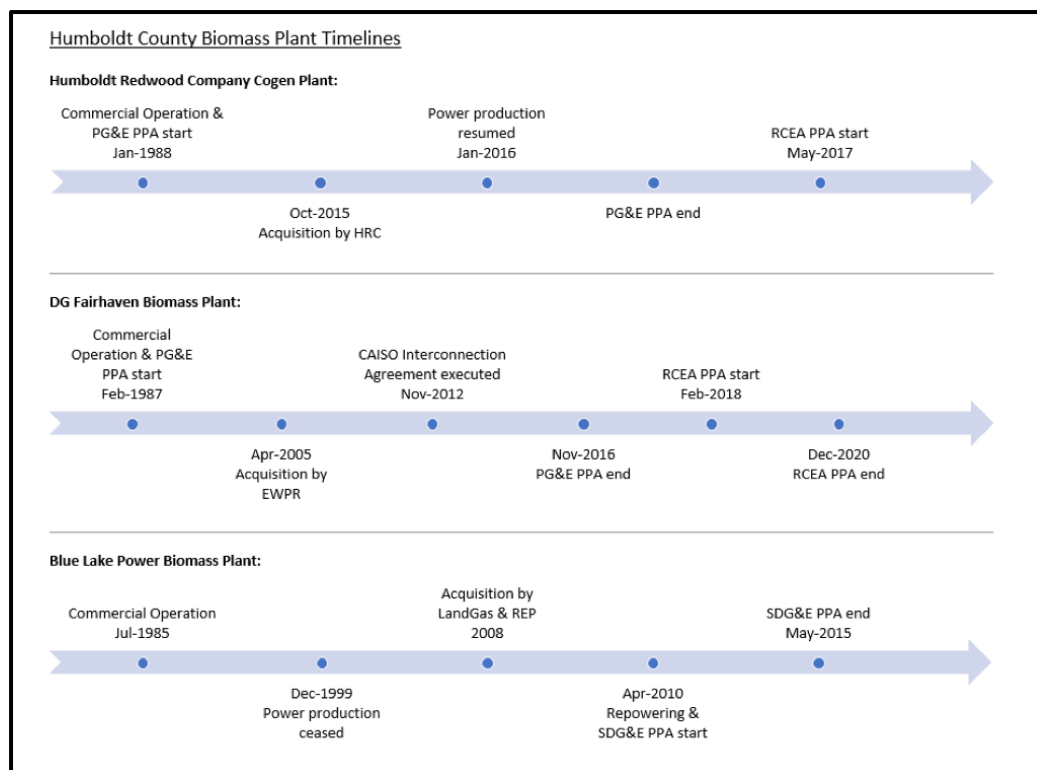 Humboldt County Biomass Plant Timelines
Humboldt Redwood Company Cogen Plant:
Commercial Operation &
PG&E PPA start
Jan-1988
Oct-2015
Acquisition by HRC
Power production
resumed
Jan-2016
PG&E PPA end
RCEA PPA start
May-2017
DG Fairhaven Biomass Plant:
Commercial
Operation & PG&E
PPA start
Feb-1987
Apr-2005
Acquisition by
EWPR
CAISO Interconnection
Agreement executed
Nov-2012
Nov-2016
PG&E PPA end
RCEA PPA start
Feb-2018
Dec-2020
RCEA PPA end
Blue Lake Power Biomass Plant:
Commercial Operation
Jul-1985
Dec-1999
Power production
ceased
Acquisition by
LandGas & REP
2008
Apr-2010
Repowering &
SDG&E PPA start
SDG&E PPA end
May-2015